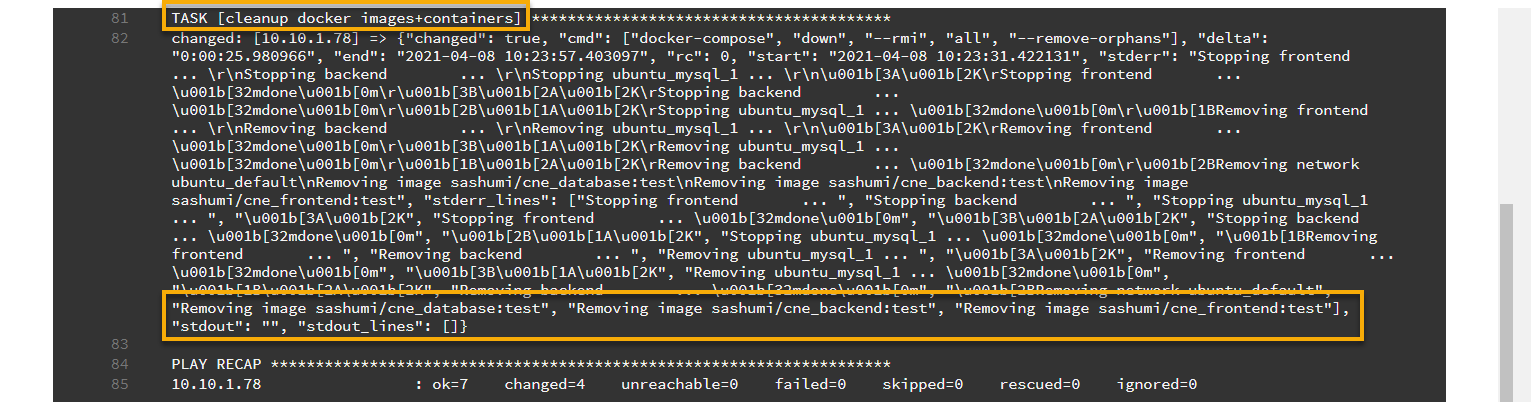 81 TASK [cleanup docker images+containers] ****************************************
82 changed: [10.10.1.78] => {"changed": true, "cmd": ["docker-compose", "down", "--rmi", "all", "--remove-orphans"], "delta":
"0:00:25.980966", "end": "2021-04-08 10:23:57.403097", "rc": 0, "start": "2021-04-08 10:23:31.422131", "stderr": "Stopping frontend
... \r\nStopping backend ... \r\nStopping ubuntu_mysql_1 ... \r\n\u001b[3A\u001b[2K\rStopping frontend ...
\u001b[32mdone\u001b[0m\r\u001b[3B\u001b[2A\u001b[2K\rStopping backend ...
\u001b[32mdone\u001b[0m\r\u001b[2B\u001b[1A\u001b[2K\rStopping ubuntu_mysql_1 ... \u001b[32mdone\u001b[0m\r\u001b[1BRemoving frontend
... \r\nRemoving backend ... \r\nRemoving ubuntu_mysql_1 ... \r\n\u001b[3A\u001b[2K\rRemoving frontend ...
\u001b[32mdone\u001b[0m\r\u001b[3B\u001b[1A\u001b[2K\rRemoving ubuntu_mysql_1 ...
\u001b[32mdone\u001b[0m\r\u001b[1B\u001b[2A\u001b[2K\rRemoving backend ... \u001b[32mdone\u001b[0m\r\u001b[2BRemoving network
ubuntu_default\nRemoving image sashumi/cne_database:test\nRemoving image sashumi/cne_backend:test\nRemoving image
sashumi/cne_frontend:test", "stderr_lines": ["Stopping frontend ... ", "Stopping backend ... ", "Stopping ubuntu_mysql_1
... ", "\u001b[3A\u001b[2K", "Stopping frontend ... \u001b[32mdone\u001b[0m", "\u001b[3B\u001b[2A\u001b[2K", "Stopping backend
... \u001b[32mdone\u001b[0m", "\u001b[2B\u001b[1A\u001b[2K", "Stopping ubuntu_mysql_1 ... \u001b[32mdone\u001b[0m", "\u001b[1BRemoving
frontend ... ", "Removing backend ... ", "Removing ubuntu_mysql_1 ... ", "\u001b[3A\u001b[2K", "Removing frontend ...
\u001b[32mdone\u001b[0m", "\u001b[3B\u001b[1A\u001b[2K", "Removing ubuntu_mysql_1 ... \u001b[32mdone\u001b[0m",
"\u001b[1B\u001b[2A\u001b[2K", "Removing backend ... \u001b[32mdone\u001b[0m", "\u001b[2BRemoving network ubuntu_default",
"Removing image sashumi/cne_database:test", "Removing image sashumi/cne_backend:test", "Removing image sashumi/cne_frontend:test"],
"stdout": "", "stdout_lines": []}
83
84 PLAY RECAP *********************************************************************
85 10.10.1.78 : ok=7 changed=4 unreachable=0 failed=0 skipped=0 rescued=0 ignored=0